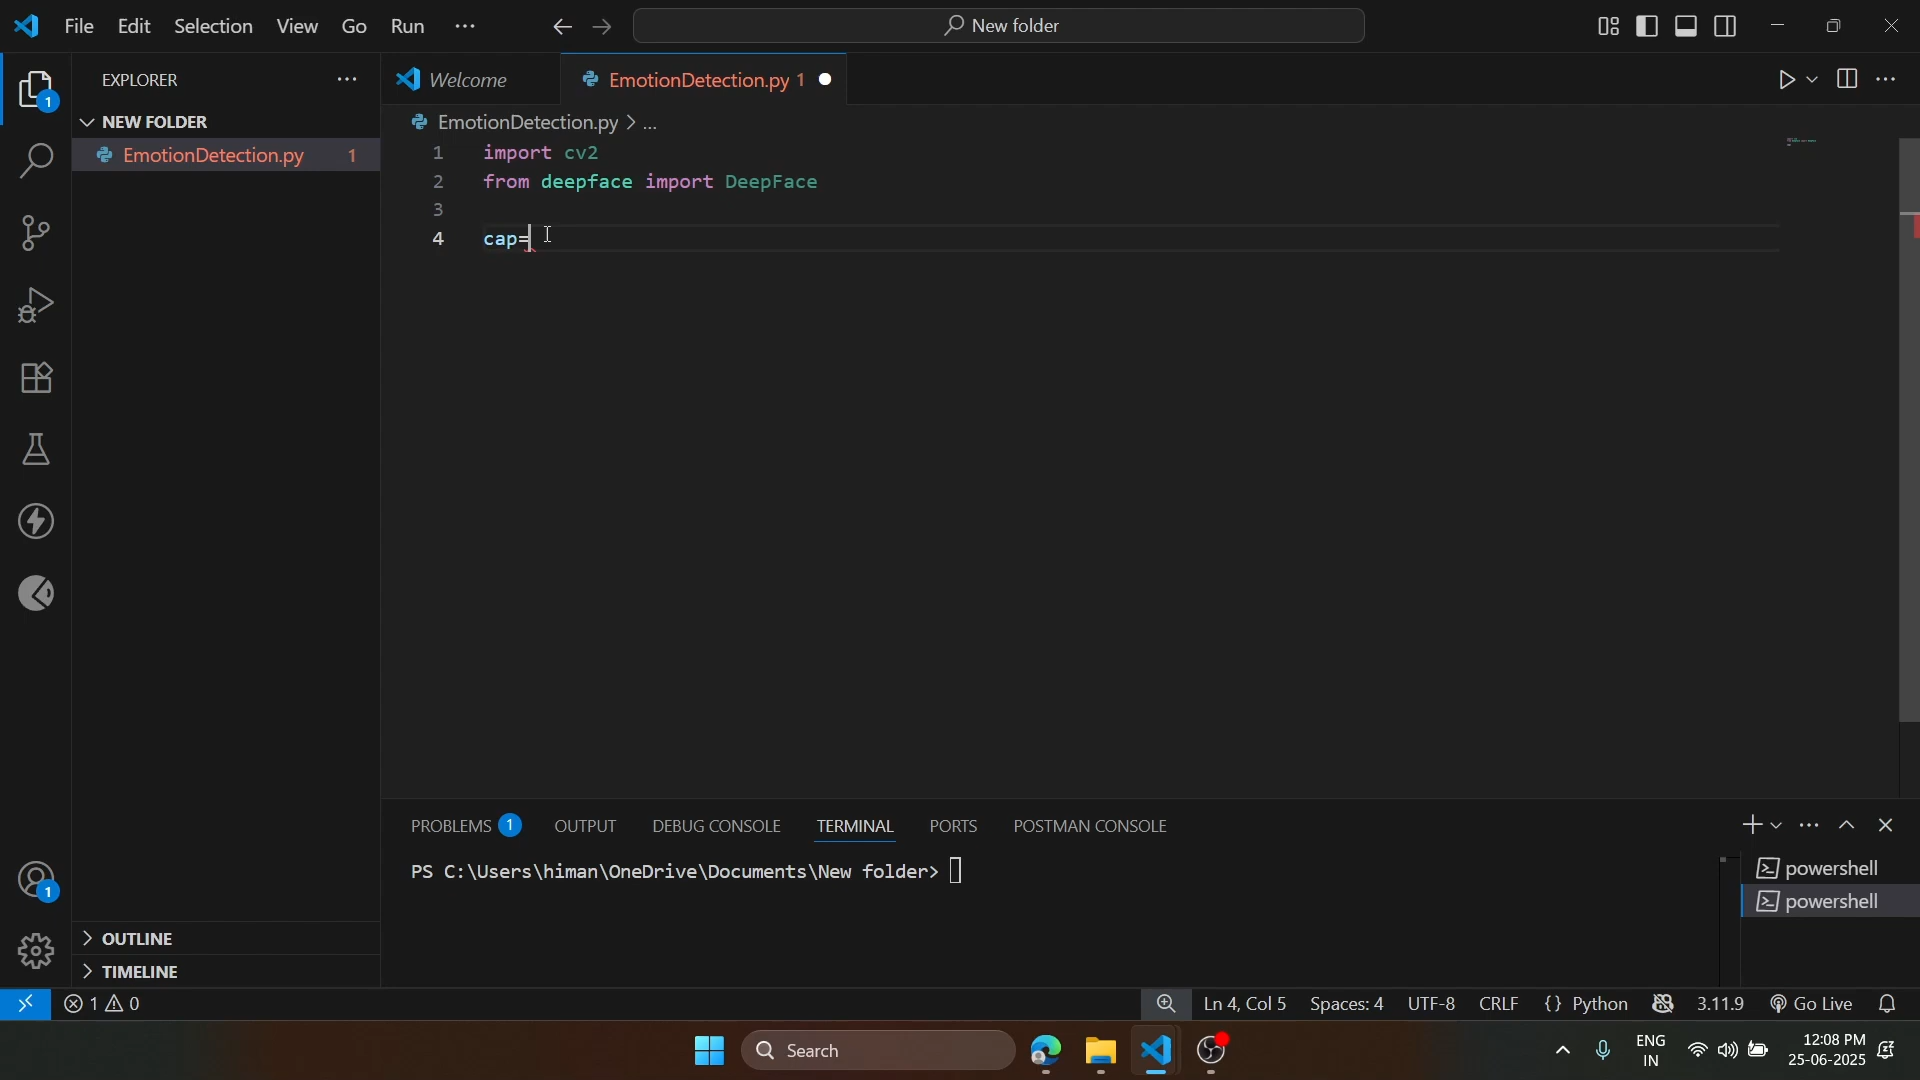 File Edit Selection View Go Run ···
New folder
EXPLORER ···
Welcome
EmotionDetection.py 1
NEW FOLDER
EmotionDetection.py 1
EmotionDetection.py > ...
1 import cv2
2 from deepface import DeepFace
3
4 cap=
1
1
OUTLINE
TIMELINE
PROBLEMS 1 OUTPUT DEBUG CONSOLE TERMINAL PORTS POSTMAN CONSOLE
PS C:\Users\himan\OneDrive\Documents\New folder>
powershell
powershell
1 0
Ln 4, Col 5 Spaces: 4 UTF-8 CRLF {} Python 3.11.9 Go Live
Search
ENG
IN
12:08 PM
25-06-2025